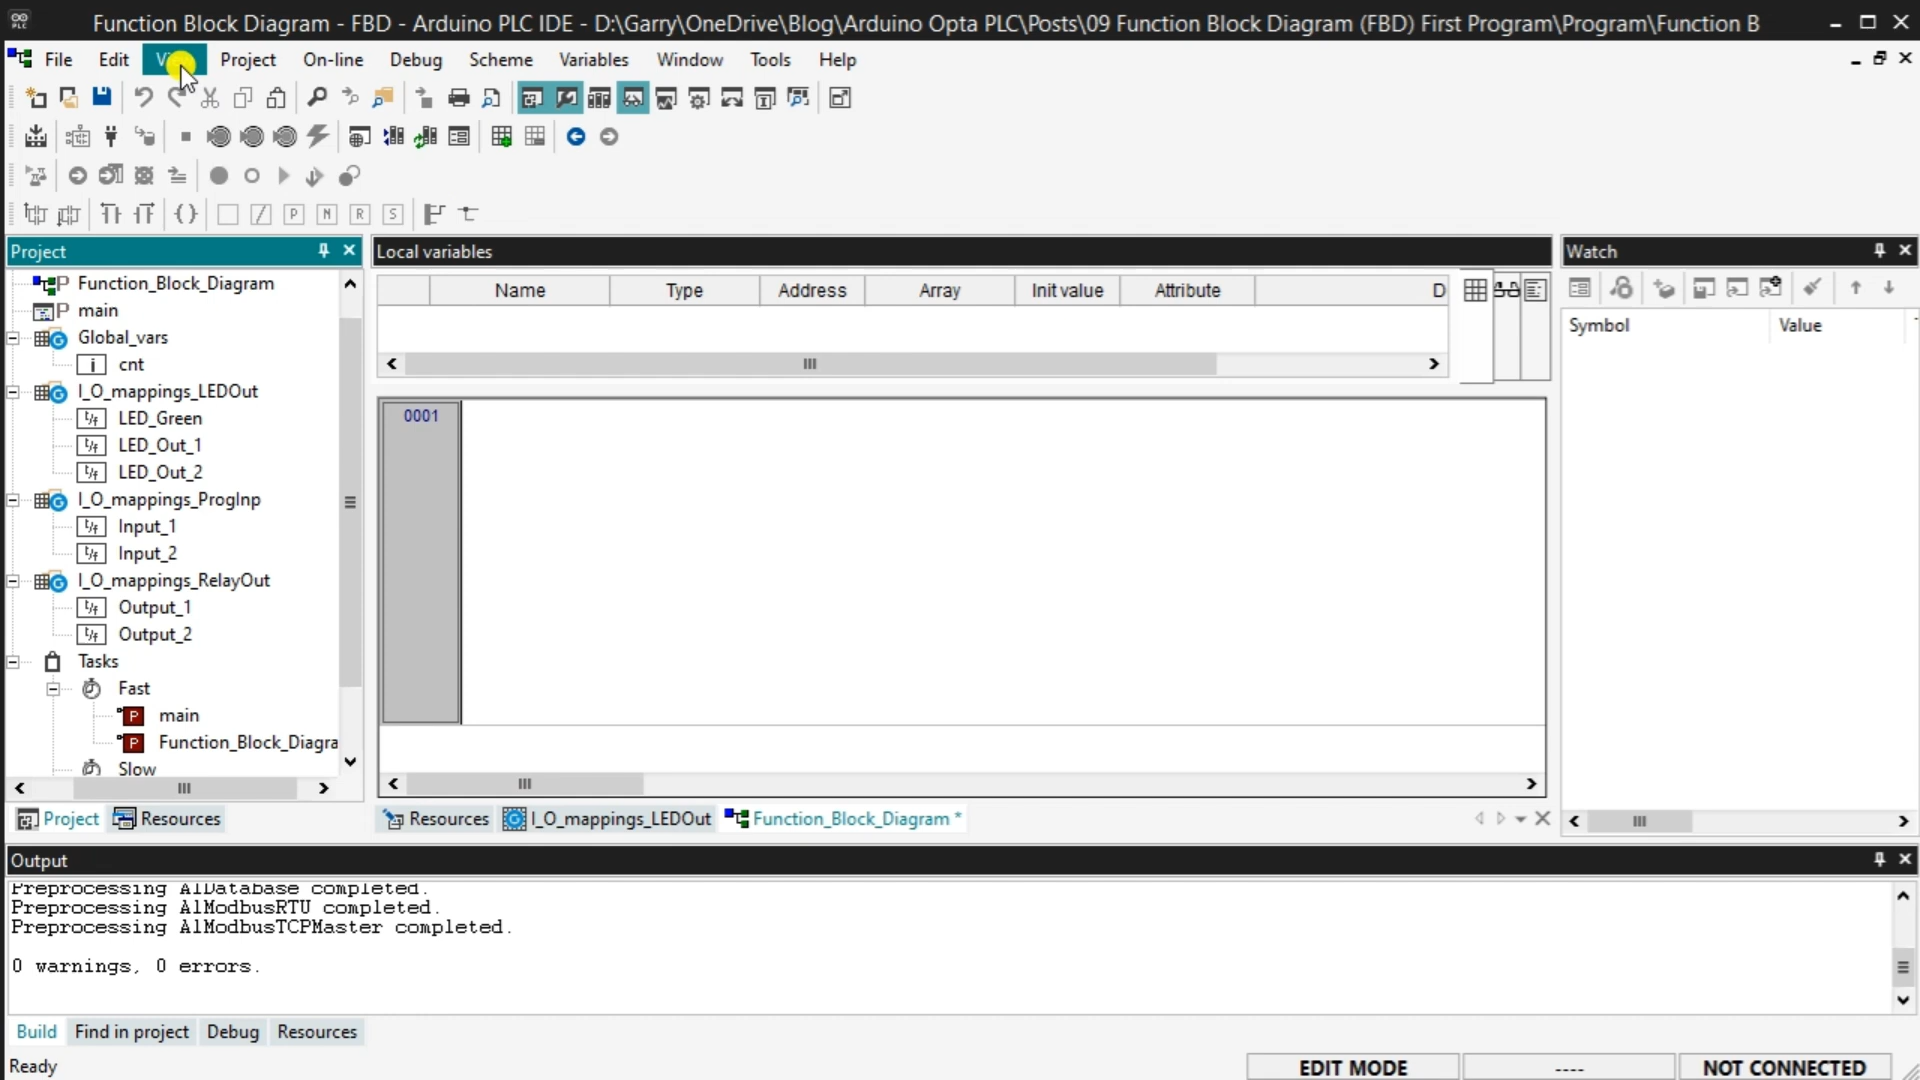 Function Block Diagram - FBD - Arduino PLC IDE - D:\Garry\OneDrive\Blog\Arduino Opta PLC\Posts\09 Function Block Diagram (FBD) First Program\Program\Function B
File Edit Project On-line Debug Scheme Variables Window Tools Help
P N R S
Project
Function_Block_Diagram
main
Global_vars
cnt
I_O_mappings_LEDOut
LED_Green
LED_Out_1
LED_Out_2
I_O_mappings_ProgInp
Input_1
Input_2
I_O_mappings_RelayOut
Output_1
Output_2
Tasks
Fast
main
Function_Block_Diagra
Slow
Project Resources
Local variables
Name Type Address Array Init value Attribute D
0001
Resources I_O_mappings_LEDOut Function_Block_Diagram *
Watch
Symbol Value
Output
Preprocessing AlDatabase completed.
Preprocessing AlModbusRTU completed.
Preprocessing AlModbusTCPMaster completed.
0 warnings, 0 errors.
Build Find in project Debug Resources
Ready EDIT MODE ---- NOT CONNECTED